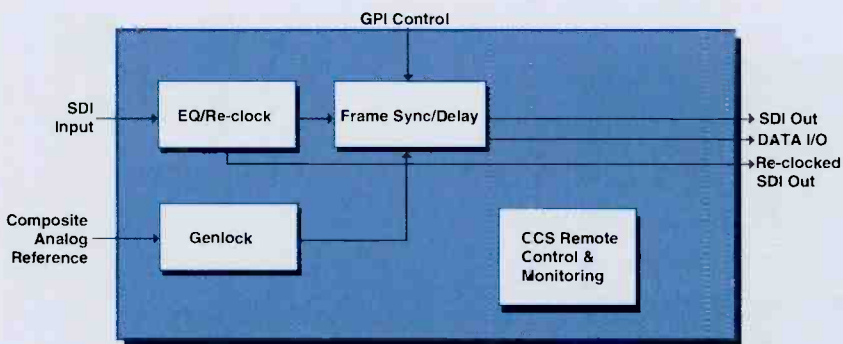 GPI Control
SDI
Input
EQ/Re-clock
Frame Sync/Delay
SDI Out
DATA I/O
Re-clocked
SDI Out
Composite
Analog
Reference
Genlock
CCS Remote
Control &
Monitoring